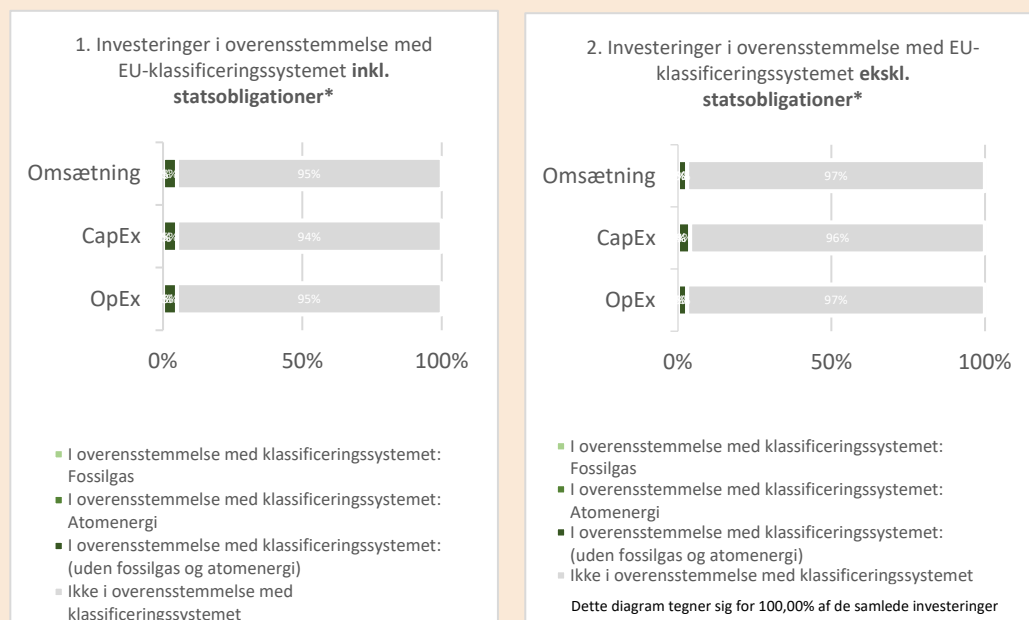 1. Investeringer i overensstemmelse med
EU-klassificeringssystemet inkl.
statsobligationer*
Omsætning
95%
CapEx
94%
OpEx
95%
0%
50%
100%
I overensstemmelse med klassificeringssystemet:
Fossilgas
I overensstemmelse med klassificeringssystemet:
Atomenergi
I overensstemmelse med klassificeringssystemet:
(uden fossilgas og atomenergi)
Ikke i overensstemmelse med
klassificeringssystemet
2. Investeringer i overensstemmelse med EU-
klassificeringssystemet ekskl.
statsobligationer*
Omsætning
97%
CapEx
96%
OpEx
97%
0%
50%
100%
I overensstemmelse med klassificeringssystemet:
Fossilgas
I overensstemmelse med klassificeringssystemet:
Atomenergi
I overensstemmelse med klassificeringssystemet:
(uden fossilgas og atomenergi)
Ikke i overensstemmelse med klassificeringssystemet
Dette diagram tegner sig for 100,00% af de samlede investeringer